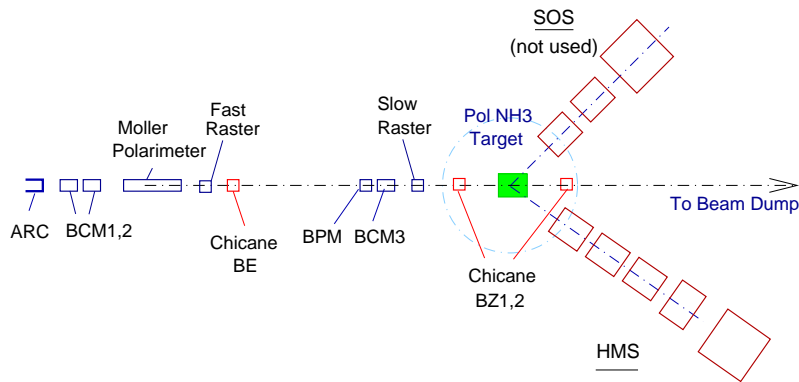 SOS
(not used)
Fast
Raster
Slow
Raster
Pol NH3
Target
Moller
Polarimeter
ARC
BCM1,2
Chicane
BE
BPM
BCM3
Chicane
BZ1,2
To Beam Dump
HMS